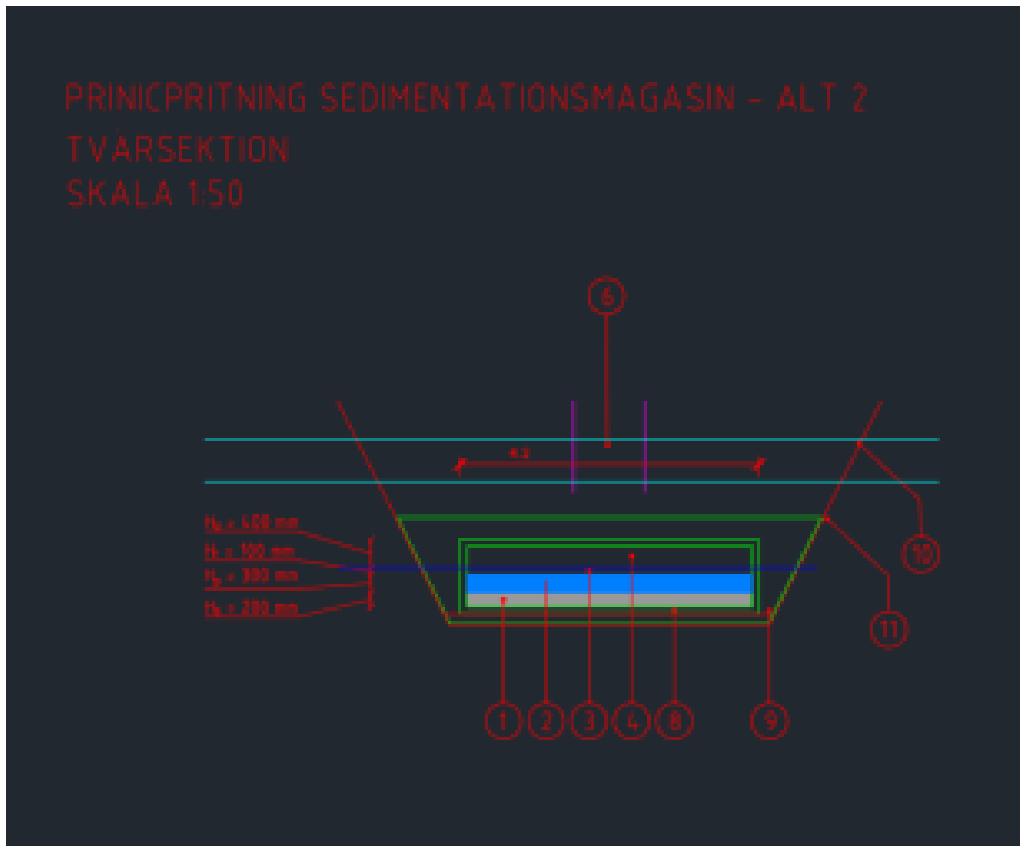 PRINICPRITNING SEDIMENTATIONSMAGASIN - ALT 2
TVÄRSEKTION
SKALA 1:50
6
= 400 mm
= 100 mm
= 300 mm
= 200 mm
10
11
1 2 3 4 8 9